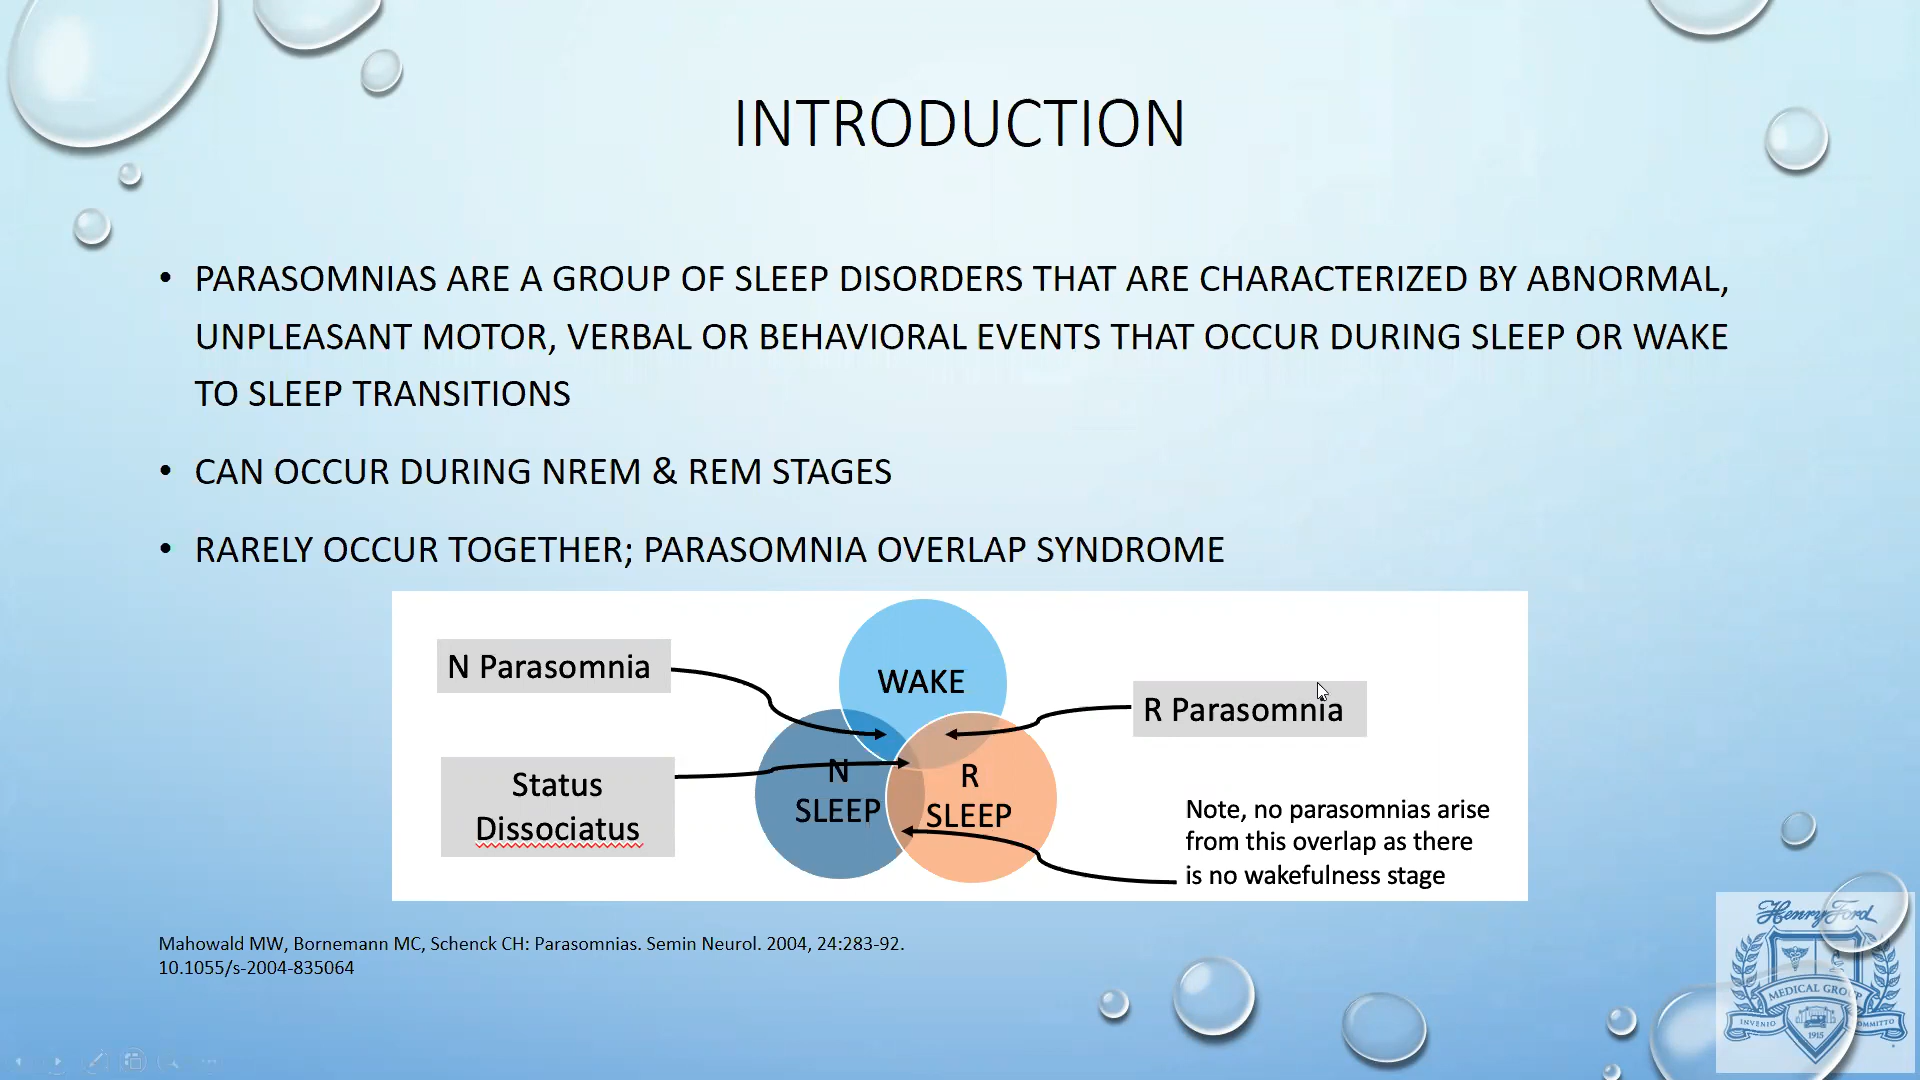 INTRODUCTION
• PARASOMNIAS ARE A GROUP OF SLEEP DISORDERS THAT ARE CHARACTERIZED BY ABNORMAL,
UNPLEASANT MOTOR, VERBAL OR BEHAVIORAL EVENTS THAT OCCUR DURING SLEEP OR WAKE
TO SLEEP TRANSITIONS
• CAN OCCUR DURING NREM & REM STAGES
• RARELY OCCUR TOGETHER; PARASOMNIA OVERLAP SYNDROME
N Parasomnia
WAKE
R Parasomnia
Status
Dissociatus
N
SLEEP
R
SLEEP
Note, no parasomnias arise
from this overlap as there
is no wakefulness stage
Mahowald MW, Bornemann MC, Schenck CH: Parasomnias. Semin Neurol. 2004, 24:283-92.
10.1055/s-2004-835064
Henry Ford
MEDICAL GROUP
INVENIO
1915